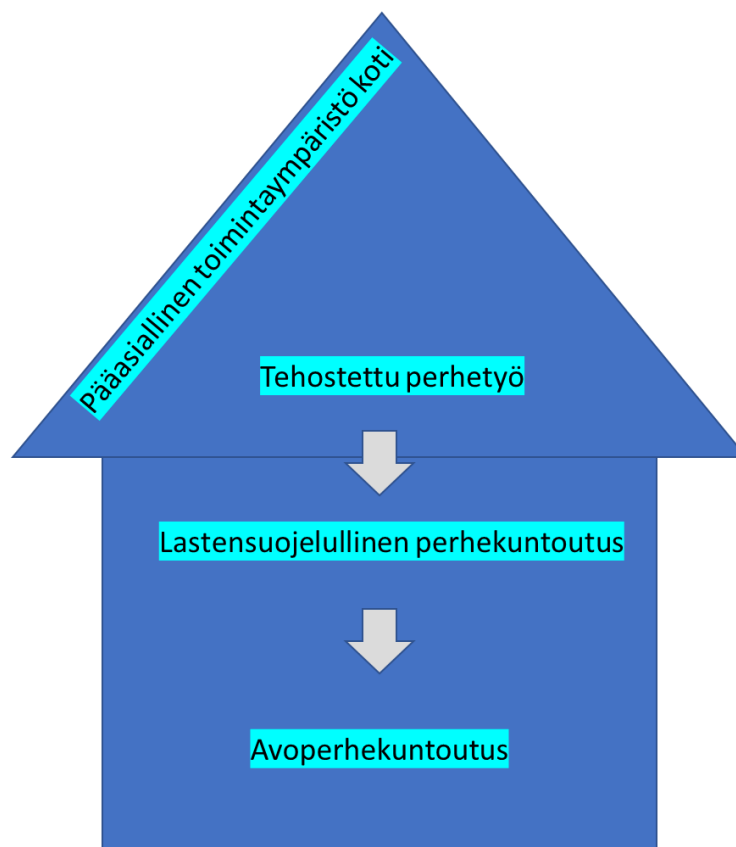 Pääasiallinen toimintaympäristö koti
Tehostettu perhetyö
Lastensuojelullinen perhekuntoutus
Avoperhekuntoutus